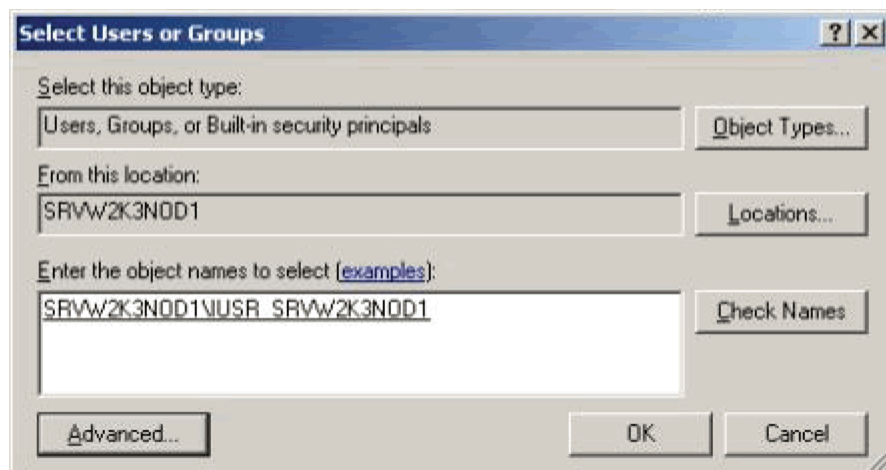 Select Users or Groups
Select this object type:
Users, Groups, or Built-in security principals
Object Types...
From this location:
SRVW2K3NOD1
Locations...
Enter the object names to select (examples):
SRVW2K3NOD1\IUSR_SRVW2K3NOD1
Check Names
Advanced...
OK
Cancel